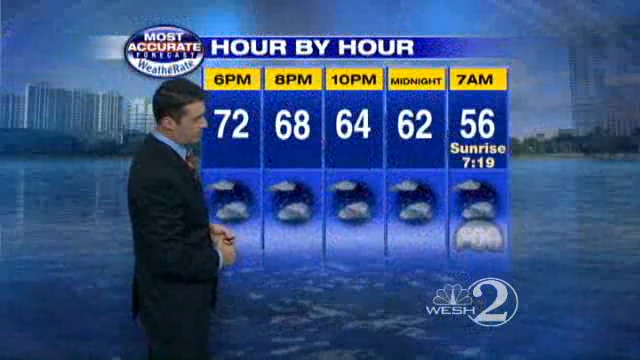 MOST
ACCURATE
FORECAST
WeatheRate
HOUR BY HOUR
6PM 8PM 10PM MIDNIGHT 7AM
72 68 64 62 56
Sunrise
7:19
WESH 2